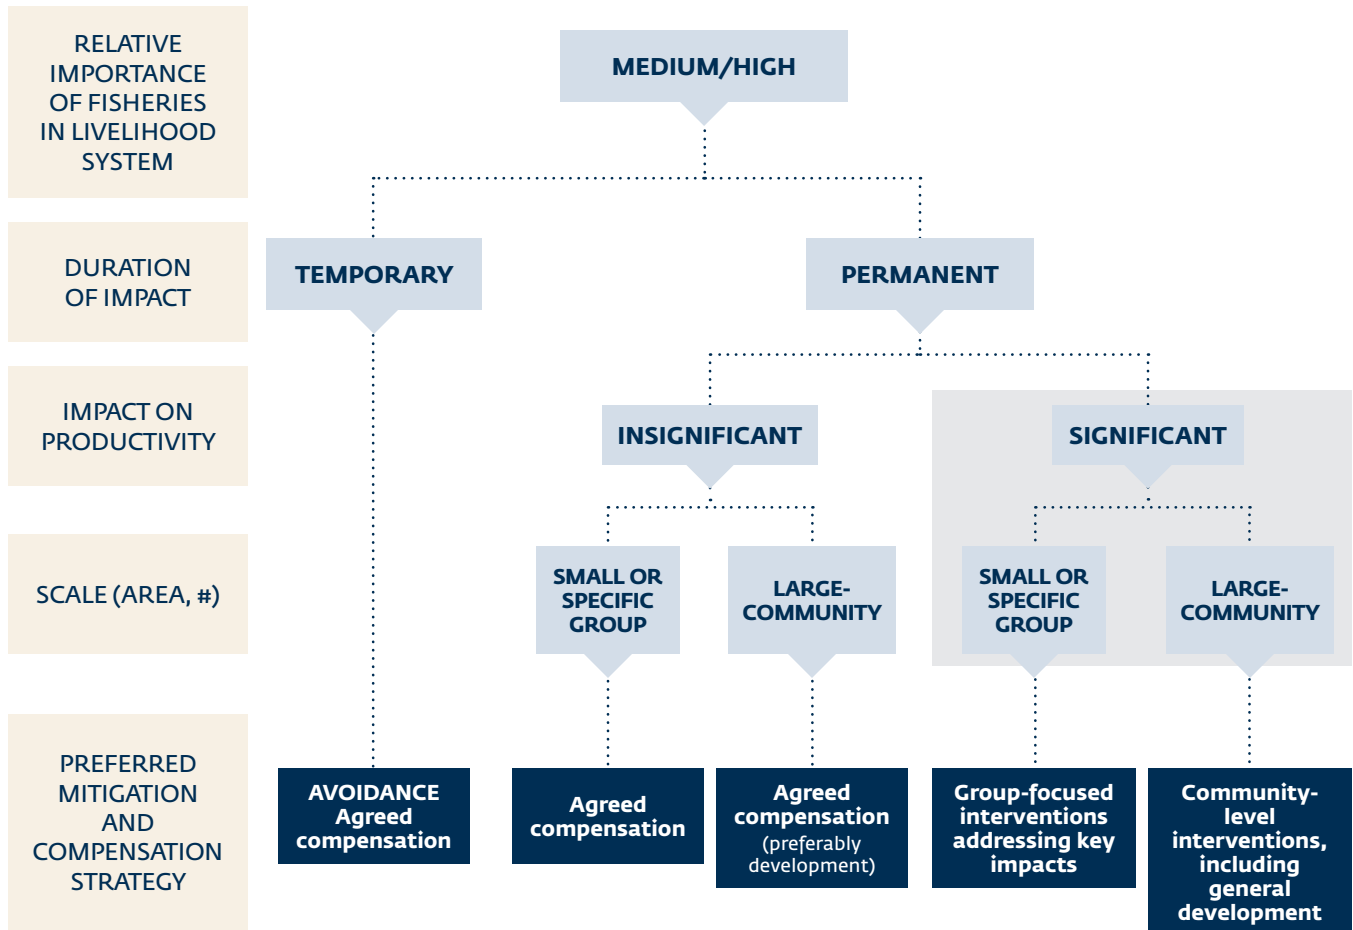 RELATIVE
IMPORTANCE
OF FISHERIES
IN LIVELIHOOD
SYSTEM
MEDIUM/HIGH
DURATION
OF IMPACT
TEMPORARY
PERMANENT
IMPACT ON
PRODUCTIVITY
INSIGNIFICANT
SIGNIFICANT
SCALE (AREA, #)
SMALL OR
SPECIFIC
GROUP
LARGE-
COMMUNITY
SMALL OR
SPECIFIC
GROUP
LARGE-
COMMUNITY
PREFERRED
MITIGATION
AND
COMPENSATION
STRATEGY
AVOIDANCE
Agreed
compensation
Agreed
compensation
Agreed
compensation
(preferably
development)
Group-focused
interventions
addressing key
impacts
Community-
level
interventions,
including
general
development